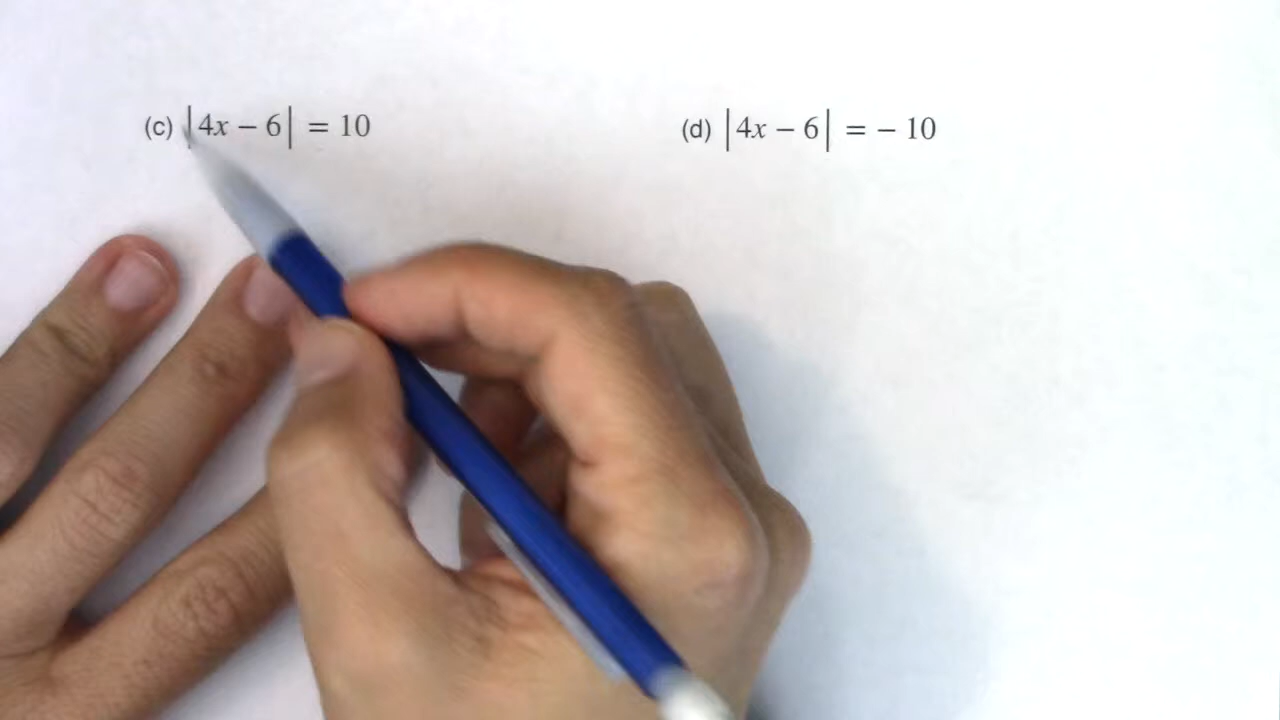 (c) |4x − 6| = 10
(d) |4x − 6| = − 10